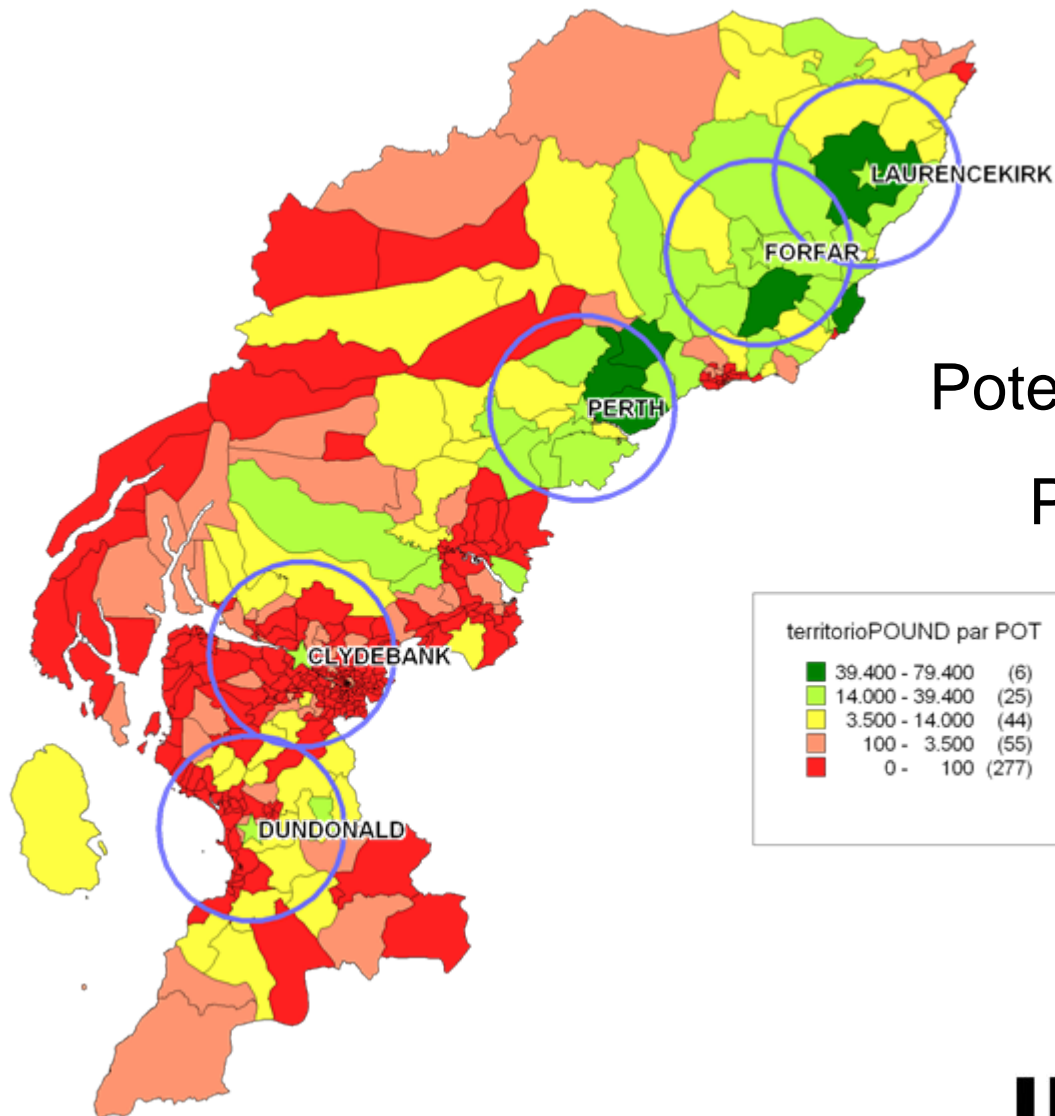 LAURENCEKIRK
FORFAR
Pote
PERTH
P
territorioPOUND par POT
39.400 - 79.400 (6)
14.000 - 39.400 (25)
3.500 - 14.000 (44)
100 - 3.500 (55)
0 - 100 (277)
CLYDEBANK
DUNDONALD